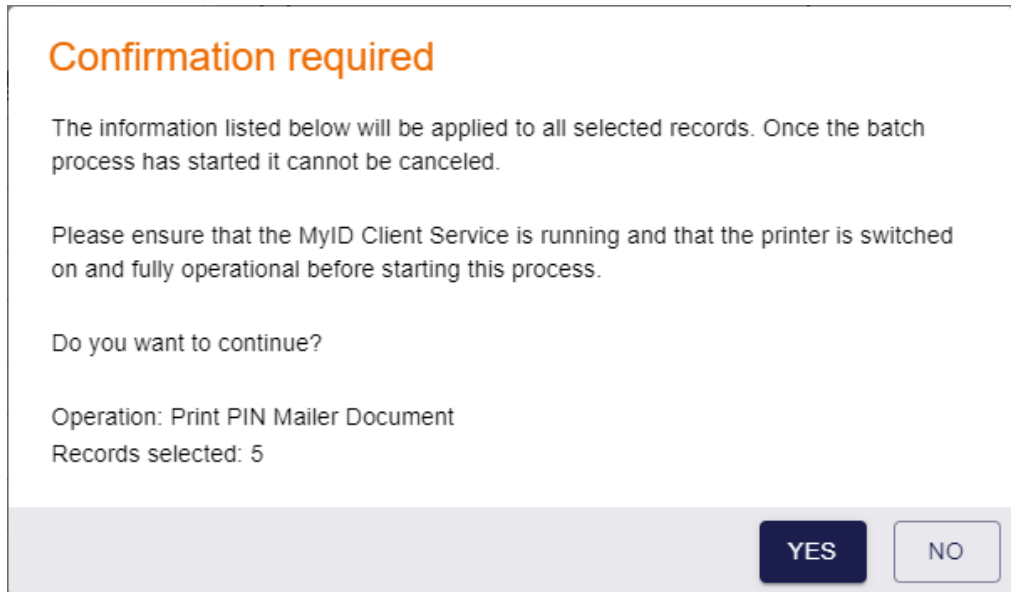 Confirmation required
The information listed below will be applied to all selected records. Once the batch
process has started it cannot be canceled.
Please ensure that the MyID Client Service is running and that the printer is switched
on and fully operational before starting this process.
Do you want to continue?
Operation: Print PIN Mailer Document
Records selected: 5
YES
NO